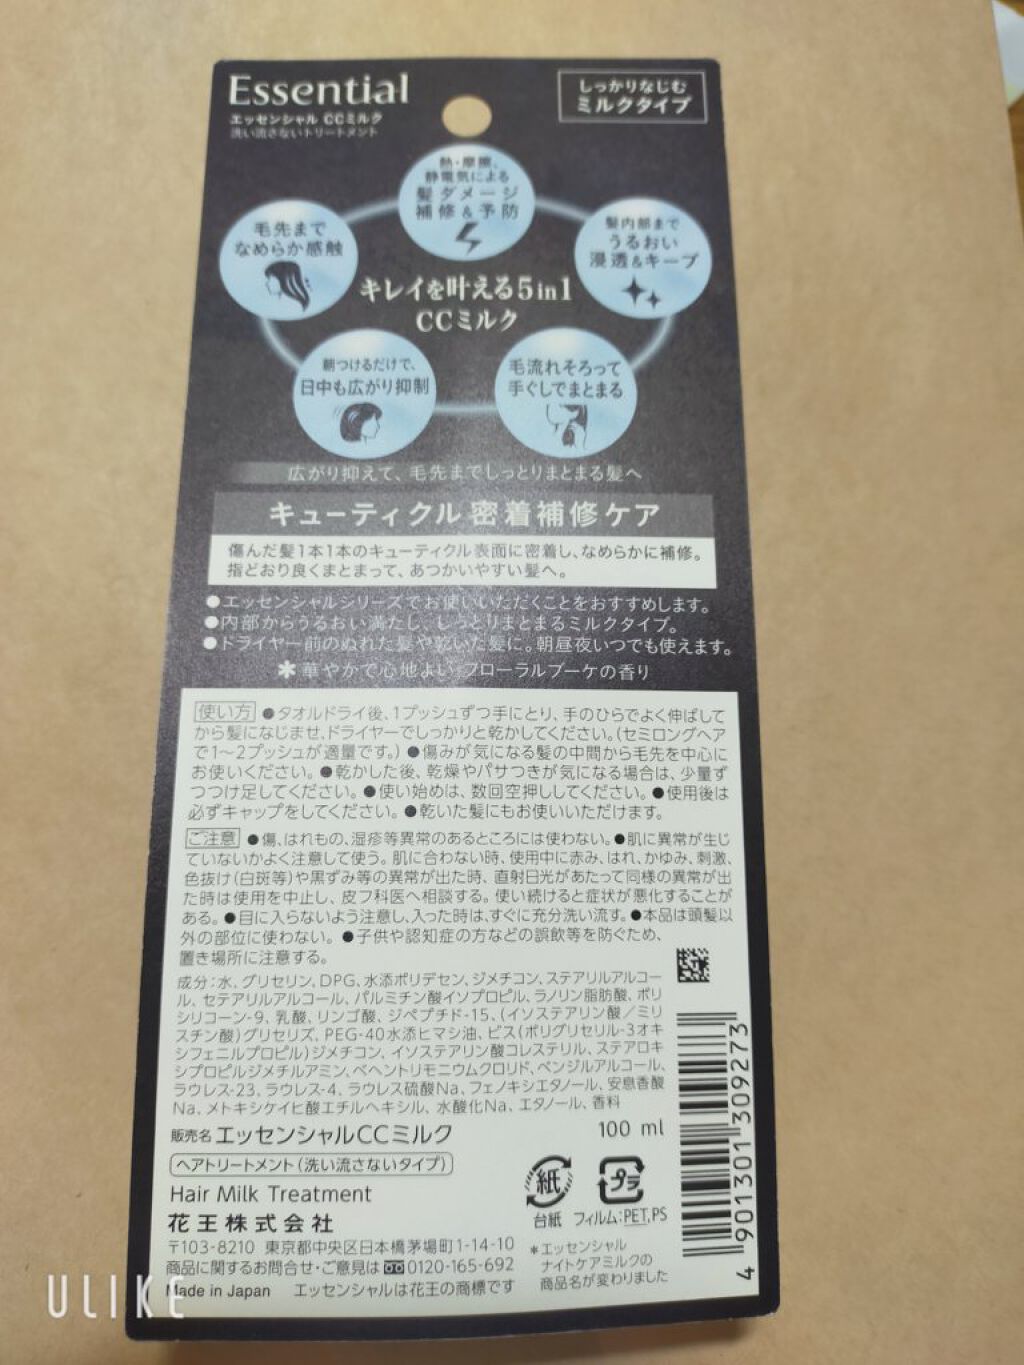 Essential
エッセンシャル CCミルク
洗い流さないトリートメント
しっかりなじむ
ミルクタイプ
熱・摩擦、
静電気による
髪ダメージ
補修&予防
毛先まで
なめらか感触
髪内部まで
うるおい
浸透&キープ
キレイを叶える5in1
CCミルク
朝つけるだけで、
日中も広がり抑制
毛流れそろって
手ぐしでまとまる
広がり抑えて、毛先までしっとりまとまる髪へ
キューティクル密着補修ケア
傷んだ髪1本1本のキューティクル表面に密着し、なめらかに補修。
指どおり良くまとまって、あつかいやすい髪へ。
●エッセンシャルシリーズでお使いいただくことをおすすめします。
●内部からうるおい満たし、しっとりまとまるミルクタイプ。
●ドライヤー前のぬれた髪や乾いた髪に。朝昼夜いつでも使えます。
＊華やかで心地よいフローラルブーケの香り
使い方 ●タオルドライ後、1プッシュずつ手にとり、手のひらでよく伸ばして
から髪になじませ、ドライヤーでしっかりと乾かしてください。(セミロングヘア
で1～2プッシュが適量です。) ●傷みが気になる髪の中間から毛先を中心に
お使いください。●乾かした後、乾燥やパサつきが気になる場合は、少量ず
つつけ足してください。●使い始めは、数回空押ししてください。●使用後は
必ずキャップをしてください。●乾いた髪にもお使いいただけます。
ご注意 ●傷、はれもの、湿疹等異常のあるところには使わない。●肌に異常が生じ
ていないかよく注意して使う。肌に合わない時、使用中に赤み、はれ、かゆみ、刺激、
色抜け(白斑等)や黒ずみ等の異常が出た時、直射日光があたって同様の異常が出
た時は使用を中止し、皮フ科医へ相談する。使い続けると症状が悪化することが
ある。●目に入らないよう注意し、入った時は、すぐに充分洗い流す。●本品は頭髪以
外の部位に使わない。●子供や認知症の方などの誤飲等を防ぐため、
置き場所に注意する。
成分:水、グリセリン、DPG、水添ポリデセン、ジメチコン、ステアリルアルコー
ル、セテアリルアルコール、パルミチン酸イソプロピル、ラノリン脂肪酸、ポリ
シリコーン-9、乳酸、リンゴ酸、ジペプチド-15、(イソステアリン酸/ミリ
スチン酸)グリセリズ、PEG-40水添ヒマシ油、ビス(ポリグリセリル-3オキ
シフェニルプロピル)ジメチコン、イソステアリン酸コレステリル、ステアロキ
シプロピルジメチルアミン、ベヘントリモニウムクロリド、ベンジルアルコール、
ラウレス-23、ラウレス-4、ラウレス硫酸Na、フェノキシエタノール、安息香酸
Na、メトキシケイヒ酸エチルヘキシル、水酸化Na、エタノール、香料
販売名 エッセンシャルCCミルク
100 ml
ヘアトリートメント(洗い流さないタイプ)
Hair Milk Treatment
花王株式会社
〒103-8210 東京都中央区日本橋茅場町1-14-10
商品に関するお問合せ・ご意見は 0120-165-692
Made in Japan エッセンシャルは花王の商標です
紙
台紙
プラ
フィルム:PET,PS
＊エッセンシャル
ナイトケアミルクの
商品名が変わりました
4 901301 309273
ULIKE